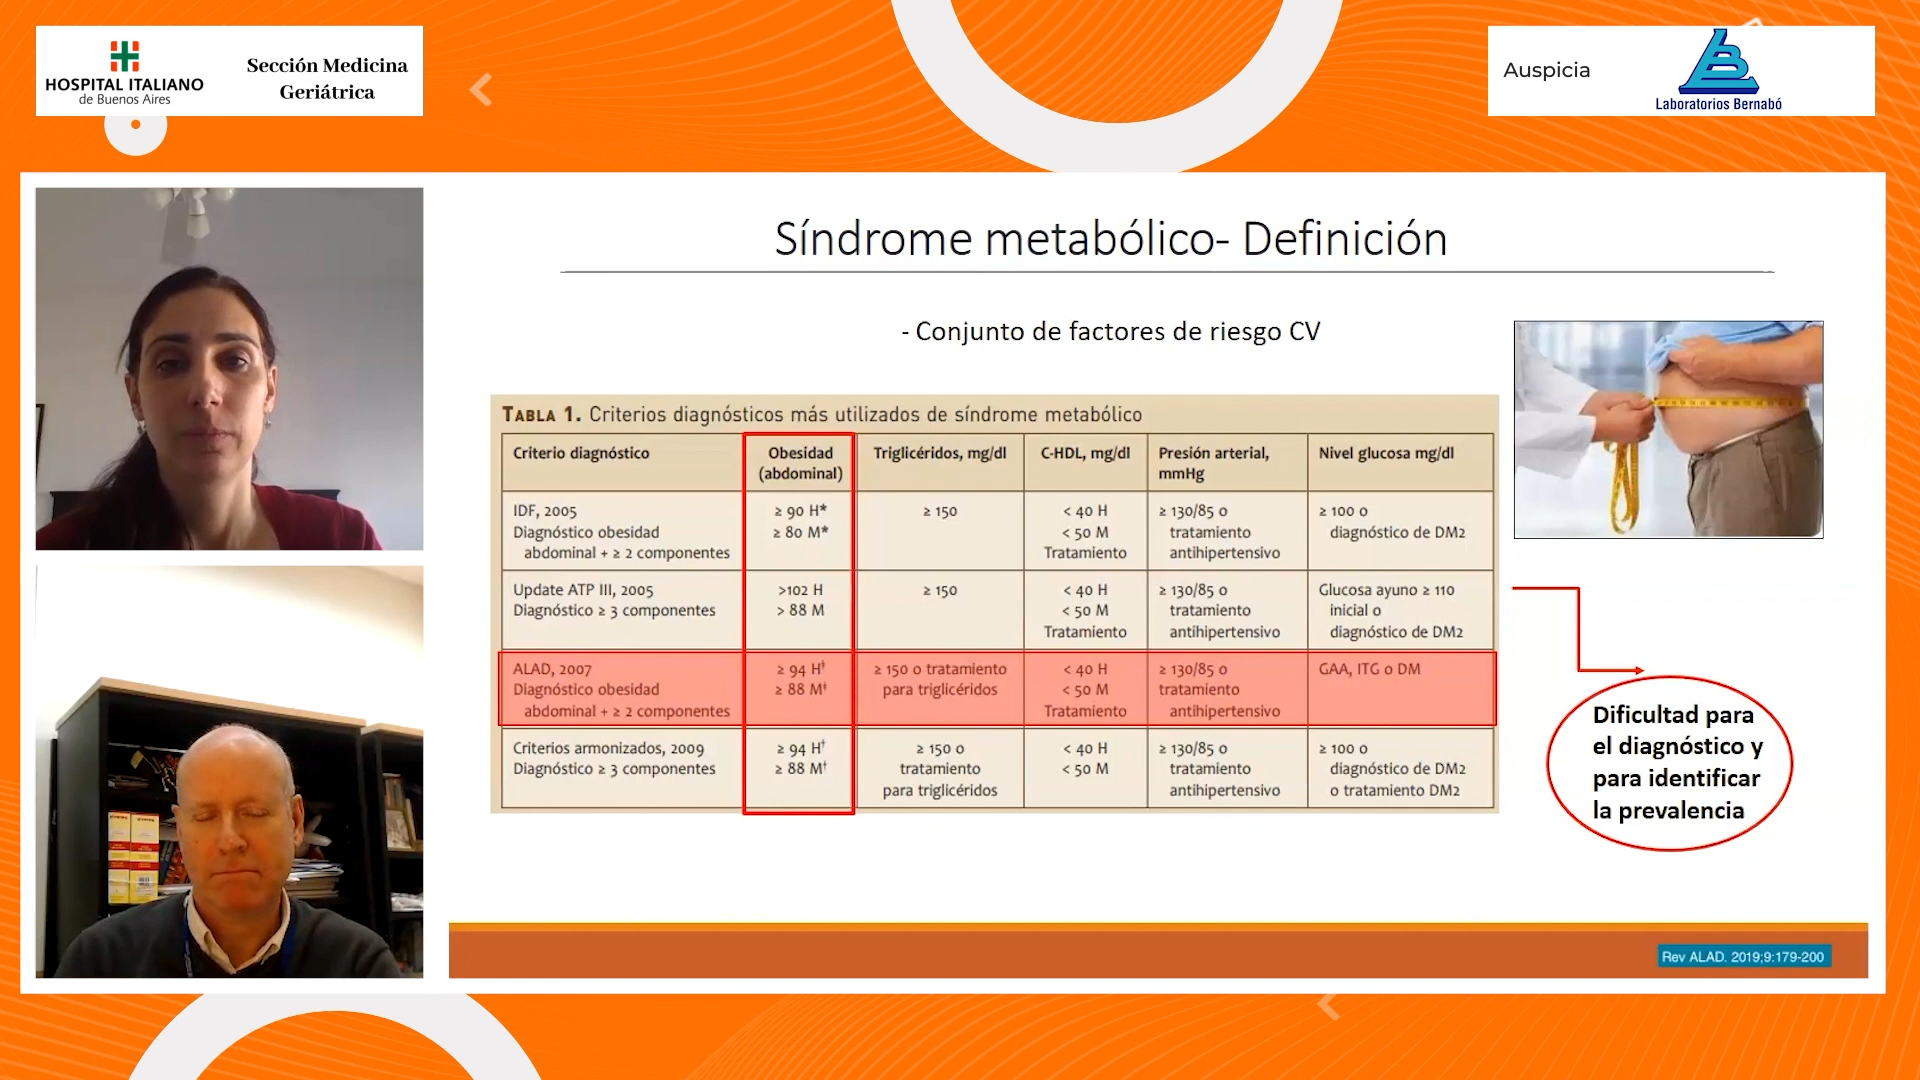 HOSPITAL ITALIANO
de Buenos Aires
Sección Medicina
Geriátrica
Auspicia
Laboratorios Bernabó
Síndrome metabólico- Definición
- Conjunto de factores de riesgo CV
TABLA 1. Criterios diagnósticos más utilizados de síndrome metabólico
Criterio diagnóstico
Obesidad
(abdominal)
Triglicéridos, mg/dl
C-HDL, mg/dl
Presión arterial,
mmHg
Nivel glucosa mg/dl
IDF, 2005
Diagnóstico obesidad
abdominal + ≥ 2 componentes
≥ 90 H*
≥ 80 M*
≥ 150
< 40 H
< 50 M
Tratamiento
≥ 130/85 o
tratamiento
antihipertensivo
≥ 100 o
diagnóstico de DM2
Update ATP III, 2005
Diagnóstico ≥ 3 componentes
>102 H
> 88 M
≥ 150
< 40 H
< 50 M
Tratamiento
≥ 130/85 o
tratamiento
antihipertensivo
Glucosa ayuno ≥ 110
inicial o
diagnóstico de DM2
ALAD, 2007
Diagnóstico obesidad
abdominal + ≥ 2 componentes
≥ 94 H†
≥ 88 M†
≥ 150 o tratamiento
para triglicéridos
< 40 H
< 50 M
Tratamiento
≥ 130/85 o
tratamiento
antihipertensivo
GAA, ITG o DM
Criterios armonizados, 2009
Diagnóstico ≥ 3 componentes
≥ 94 H†
≥ 88 M†
≥ 150 o
tratamiento
para triglicéridos
< 40 H
< 50 M
≥ 130/85 o
tratamiento
antihipertensivo
≥ 100 o
diagnóstico de DM2
o tratamiento DM2
Dificultad para
el diagnóstico y
para identificar
la prevalencia
Rev ALAD. 2019;9:179-200